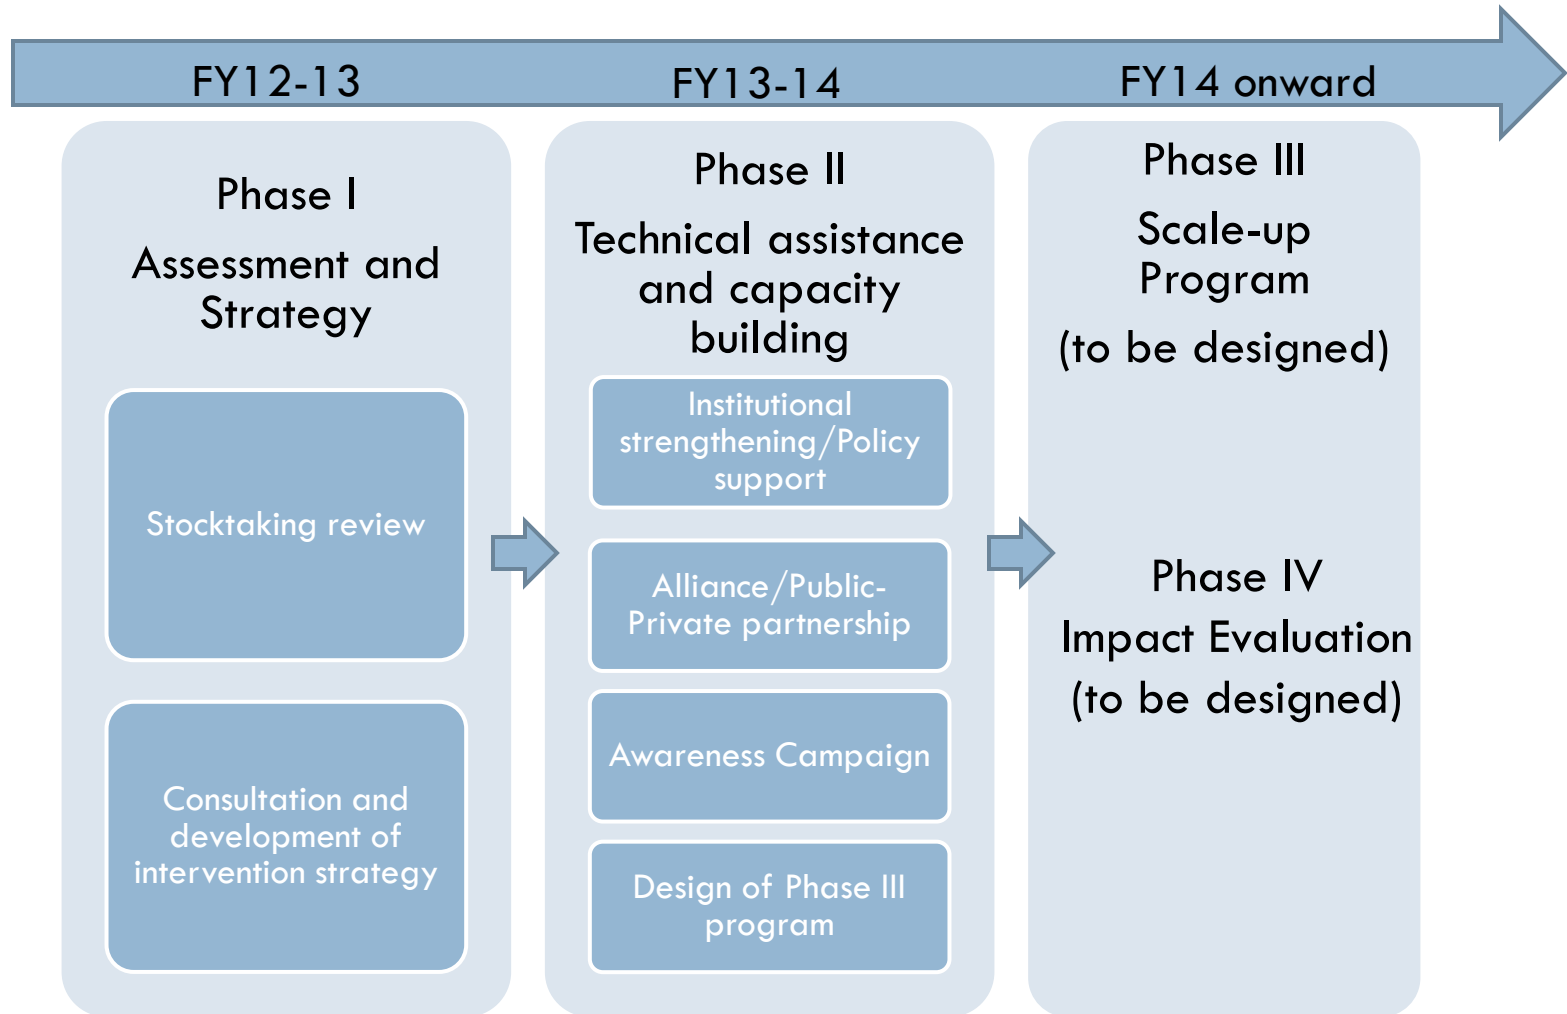 FY12-13
FY13-14
FY14 onward
Phase I
Assessment and
Strategy
Stocktaking review
Consultation and
development of
intervention strategy
Phase II
Technical assistance
and capacity
building
Institutional
strengthening/Policy
support
Alliance/Public-
Private partnership
Awareness Campaign
Design of Phase III
program
Phase III
Scale-up
Program
(to be designed)
Phase IV
Impact Evaluation
(to be designed)